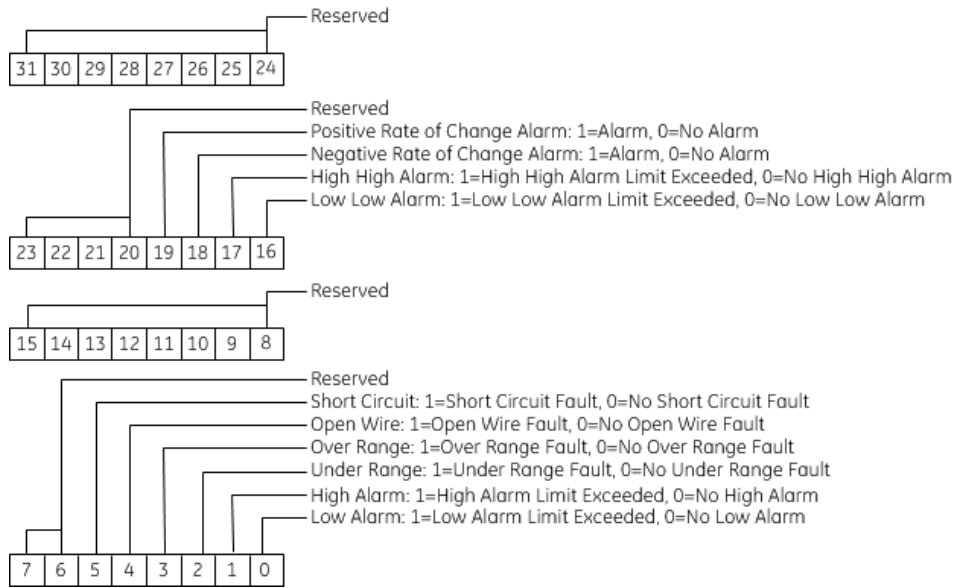 Reserved
31 30 29 28 27 26 25 24
Reserved
Positive Rate of Change Alarm: 1=Alarm, 0=No Alarm
Negative Rate of Change Alarm: 1=Alarm, 0=No Alarm
High High Alarm: 1=High High Alarm Limit Exceeded, 0=No High High Alarm
Low Low Alarm: 1=Low Low Alarm Limit Exceeded, 0=No Low Low Alarm
23 22 21 20 19 18 17 16
Reserved
15 14 13 12 11 10 9 8
Reserved
Short Circuit: 1=Short Circuit Fault, 0=No Short Circuit Fault
Open Wire: 1=Open Wire Fault, 0=No Open Wire Fault
Over Range: 1=Over Range Fault, 0=No Over Range Fault
Under Range: 1=Under Range Fault, 0=No Under Range Fault
High Alarm: 1=High Alarm Limit Exceeded, 0=No High Alarm
Low Alarm: 1=Low Alarm Limit Exceeded, 0=No Low Alarm
7 6 5 4 3 2 1 0